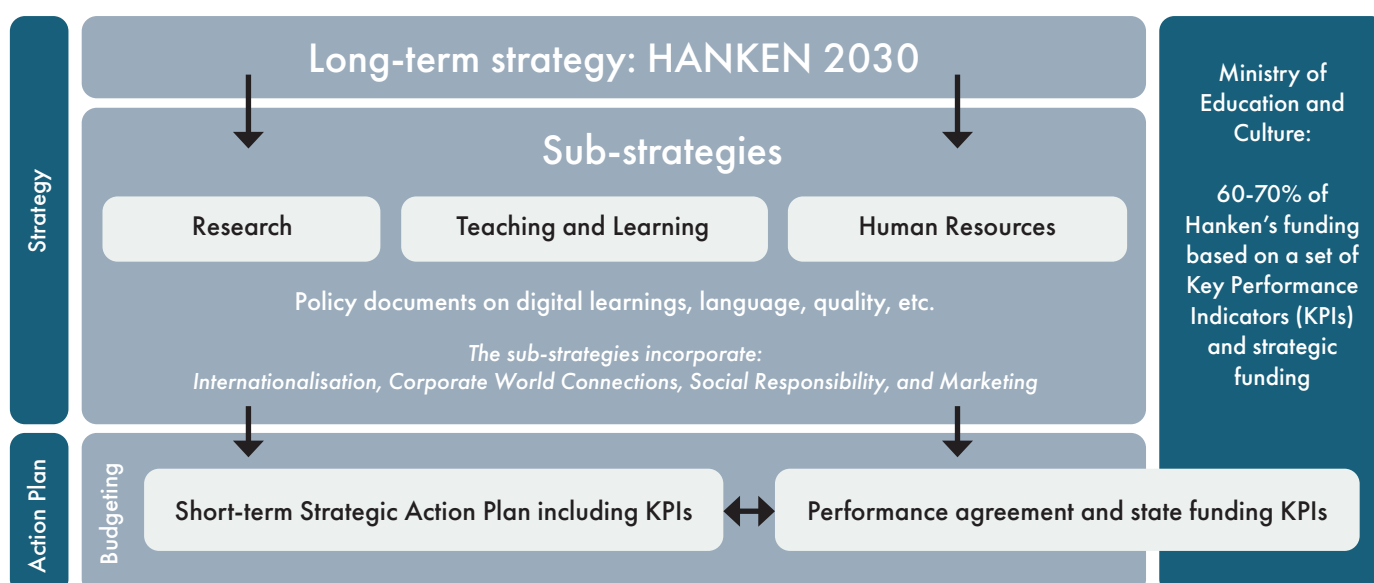 Long-term strategy: HANKEN 2030
Strategy
Sub-strategies
Research
Teaching and Learning
Human Resources
Policy documents on digital learnings, language, quality, etc.
The sub-strategies incorporate:
Internationalisation, Corporate World Connections, Social Responsibility, and Marketing
Ministry of
Education and
Culture:
60-70% of
Hanken's funding
based on a set of
Key Performance
Indicators (KPIs)
and strategic
funding
Action Plan
Budgeting
Short-term Strategic Action Plan including KPIs
Performance agreement and state funding KPIs